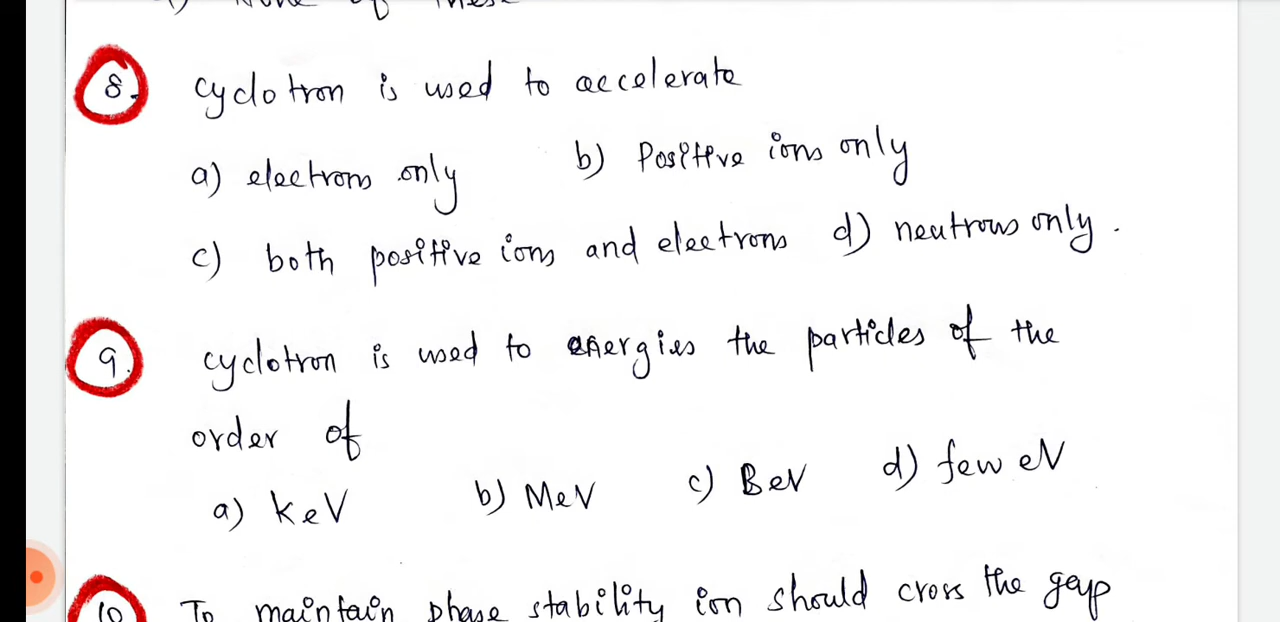 8. cyclotron is used to accelerate
a) electrons only b) Positive ions only
c) both positive ions and electrons d) neutrons only.
9. cyclotron is used to energies the particles of the
order of
a) keV b) MeV c) BeV d) few eV
10 To maintain phase stability ion should cross the gap